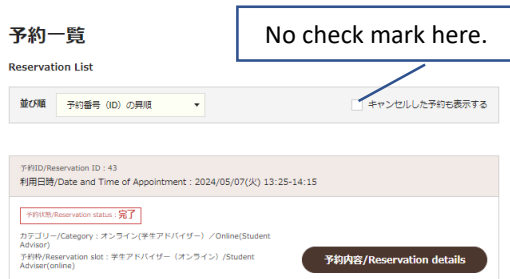 予約一覧
No check mark here.
Reservation List
並び順 予約番号（ID）の昇順 ▼
キャンセルした予約も表示する
予約ID/Reservation ID : 43
利用日時/Date and Time of Appointment : 2024/05/07(火) 13:25-14:15
予約状態/Reservation status : 完了
カテゴリー/Category : オンライン(学生アドバイザー) ／Online(Student
Advisor)
予約枠/Reservation slot : 学生アドバイザー（オンライン）/Student
Advisor(online)
予約内容/Reservation details